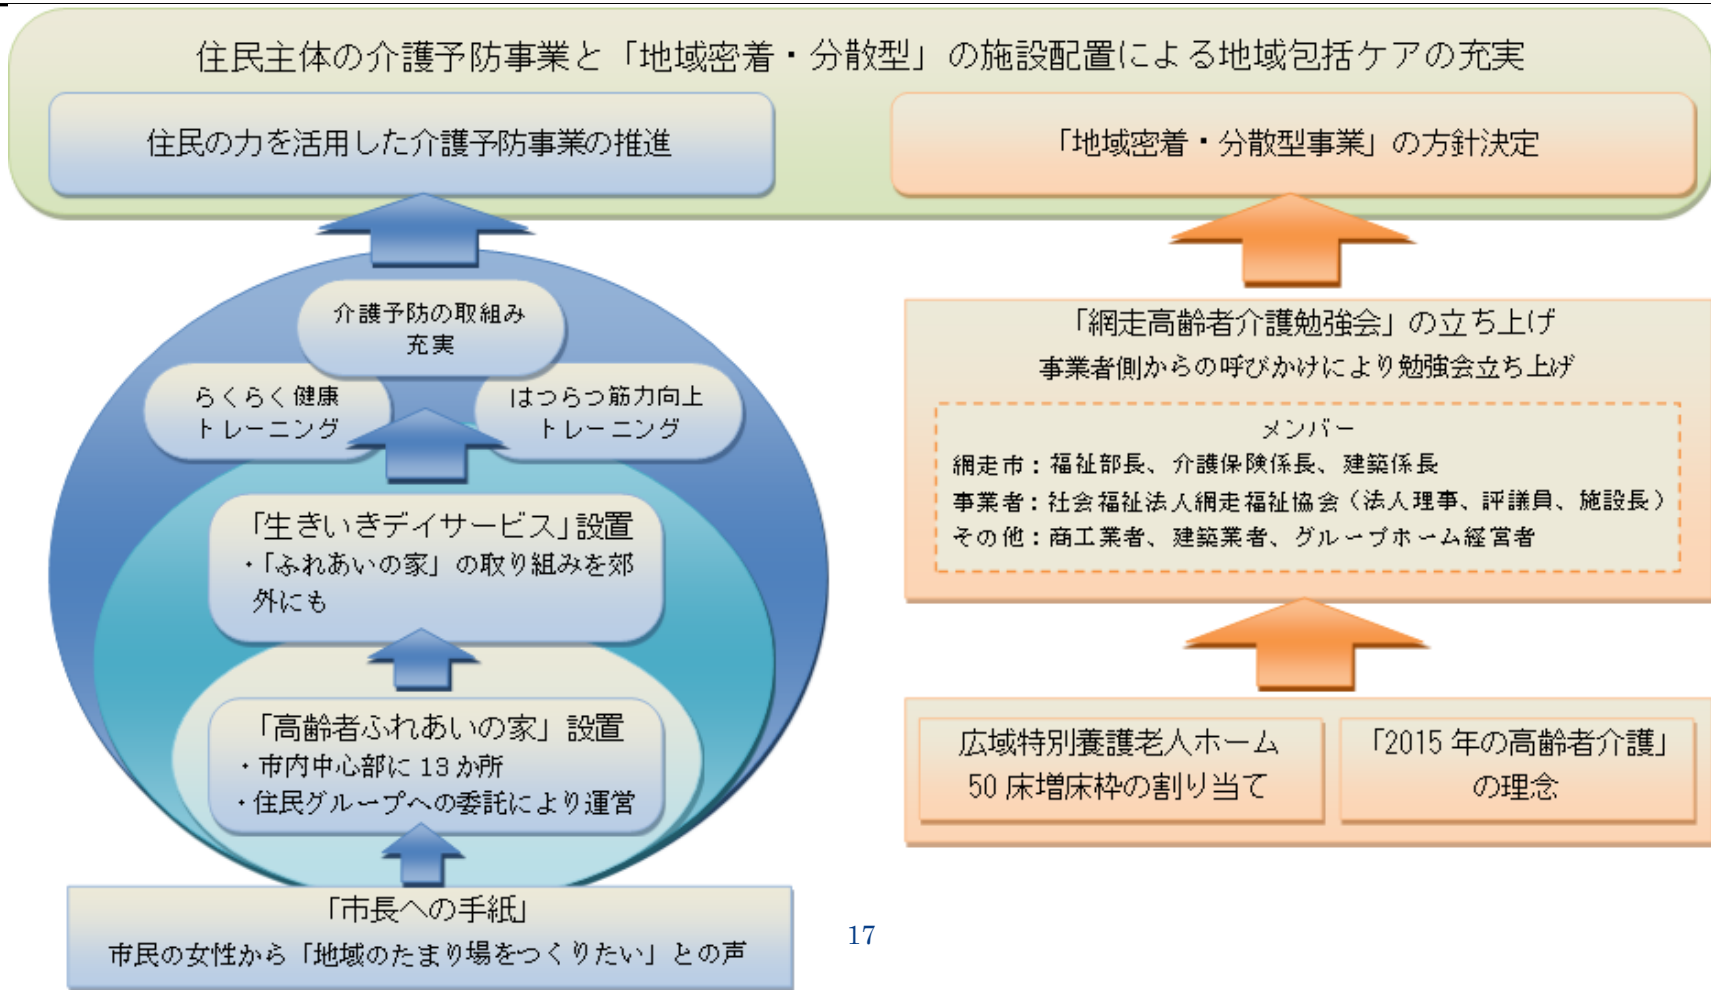 住民主体の介護予防事業と「地域密着・分散型」の施設配置による地域包括ケアの充実
住民の力を活用した介護予防事業の推進
「地域密着・分散型事業」の方針決定
介護予防の取組み
充実
らくらく健康
トレーニング
はつらつ筋力向上
トレーニング
「生きいきデイサービス」設置
・「ふれあいの家」の取り組みを郊
外にも
「高齢者ふれあいの家」設置
・市内中心部に13か所
・住民グループへの委託により運営
「市長への手紙」
市民の女性から「地域のたまり場をつくりたい」との声
「網走高齢者介護勉強会」の立ち上げ
事業者側からの呼びかけにより勉強会立ち上げ
メンバー
網走市：福祉部長、介護保険係長、建築係長
事業者：社会福祉法人網走福祉協会（法人理事、評議員、施設長）
その他：商工業者、建築業者、グループホーム経営者
広域特別養護老人ホーム
50床増床枠の割り当て
「2015年の高齢者介護」
の理念
17